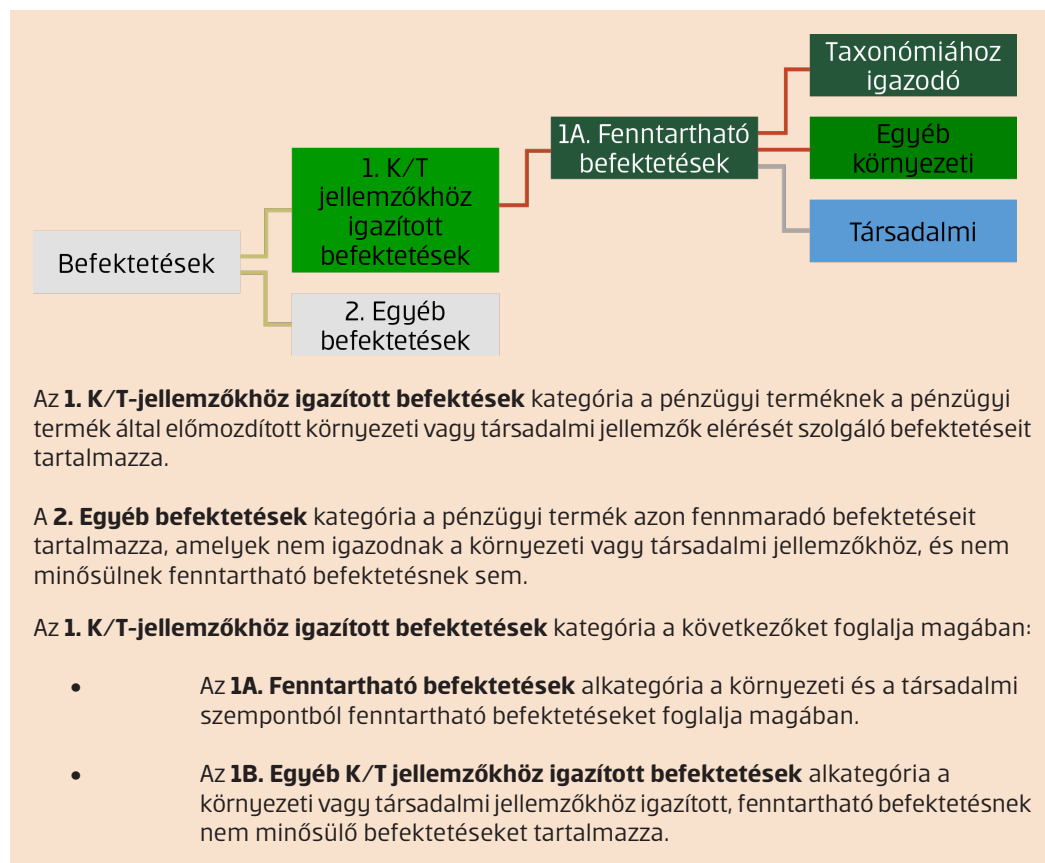 Taxonómiához
igazodó
1A. Fenntartható
befektetések
Egyéb
környezeti
1. K/T
jellemzőkhöz
igazított
befektetések
Társadalmi
Befektetések
2. Egyéb
befektetések
Az 1. K/T-jellemzőkhöz igazított befektések kategória a pénzügyi terméknek a pénzügyi
termék által előmozdított környezeti vagy társadalmi jellemzők elérését szolgáló befektetéseit
tartalmazza.
A 2. Egyéb befektetések kategória a pénzügyi termék azon fennmaradó befektetéseit
tartalmazza, amelyek nem igazodnak a környezeti vagy társadalmi jellemzőkhöz, és nem
minősülnek fenntartható befektetésnek sem.
Az 1. K/T-jellemzőkhöz igazított befektetések kategória a következőket foglalja magában:
• Az 1A. Fenntartható befektetések alkategória a környezeti és a társadalmi
szempontból fenntartható befektetéseket foglalja magában.
• Az 1B. Egyéb K/T jellemzőkhöz igazított befektetések alkategória a
környezeti vagy társadalmi jellemzőkhöz igazított, fenntartható befektetésnek
nem minősülő befektetéseket tartalmazza.